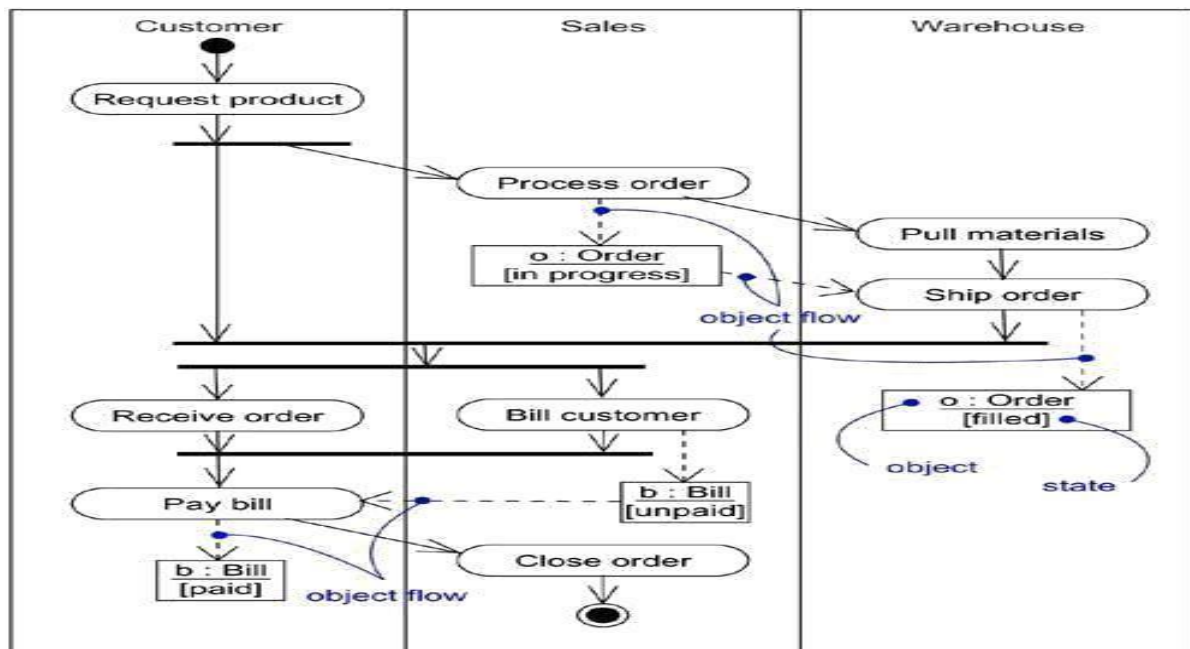 Customer
Sales
Warehouse
Request product
Process order
Pull materials
o : Order
[in progress]
Ship order
object flow
Receive order
Bill customer
o : Order
[filled]
object
state
Pay bill
b : Bill
[unpaid]
Close order
b : Bill
[paid]
object flow